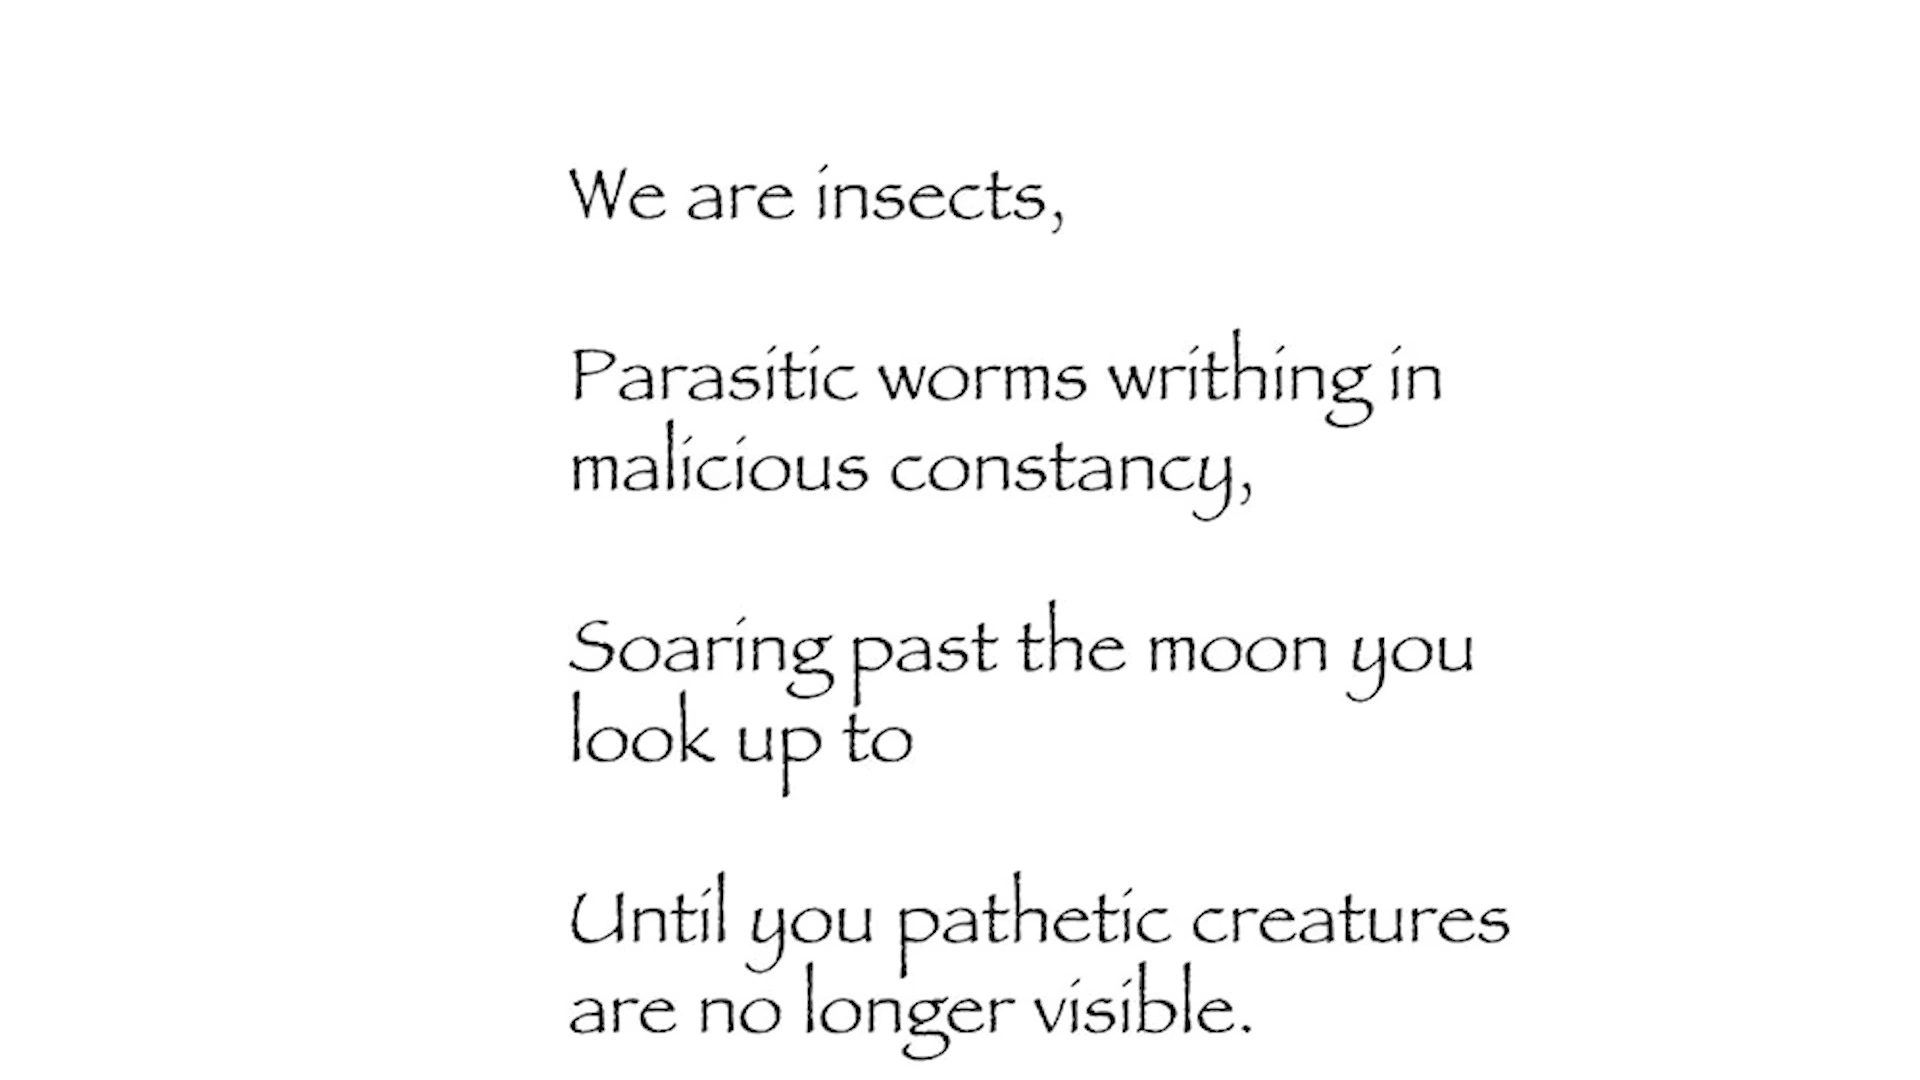 We are insects,
Parasitic worms writhing in
malicious constancy,
Soaring past the moon you
look up to
Until you pathetic creatures
are no longer visible.